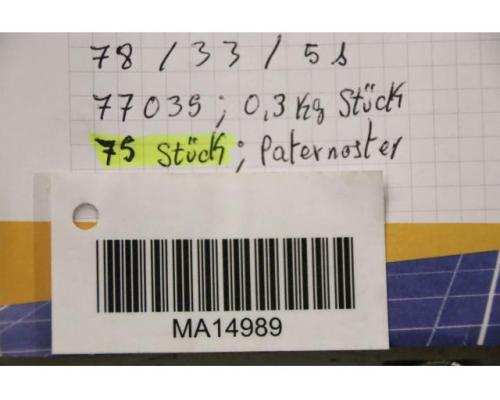 78 / 33 / 5 s
77035; 0,3 Kg Stück
75 Stück; Paternoster
MA14989